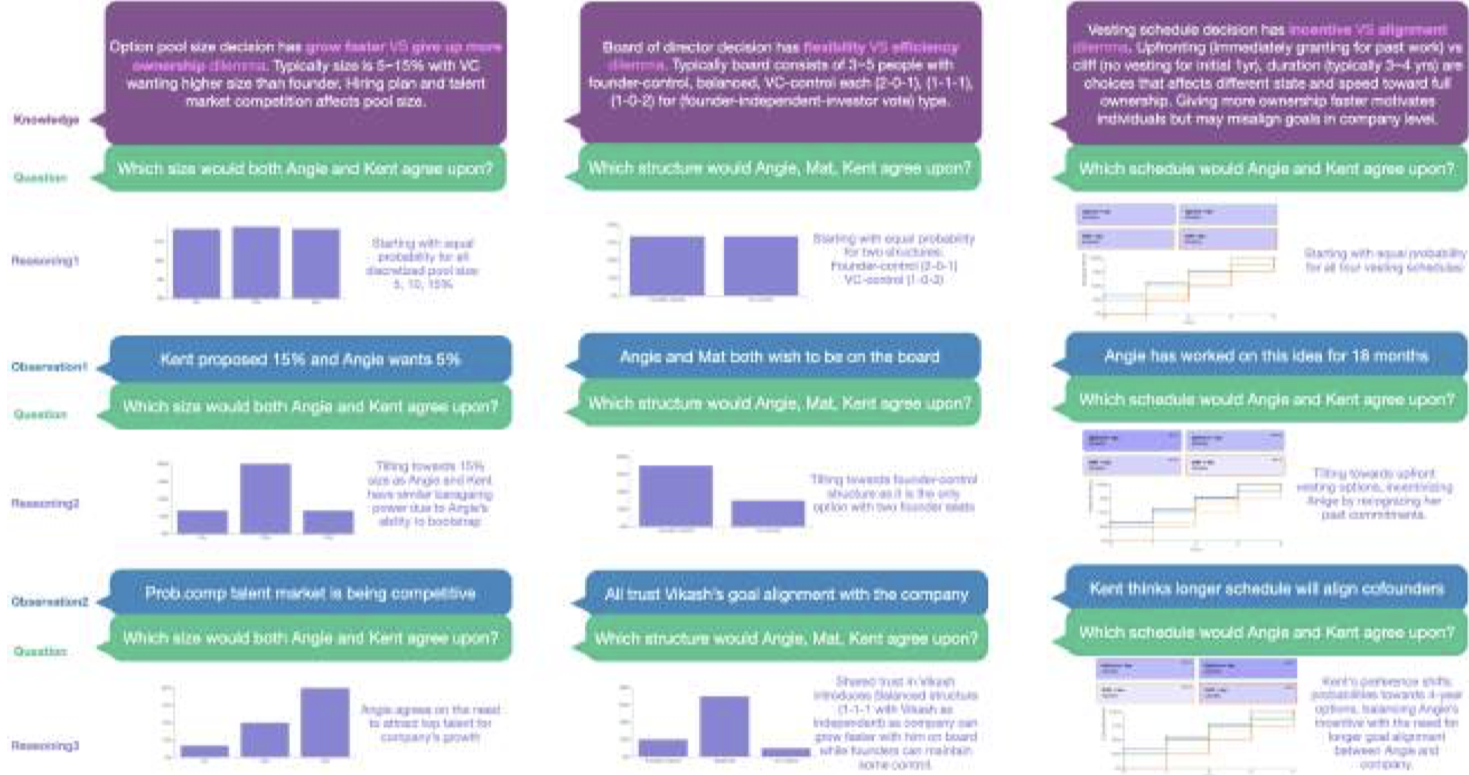 Option pool size decision has grow faster VS give up more
ownership dilemma. Typically size is 5~15% with VC
wanting higher size than founder. Hiring plan and talent
market competition affects pool size.
Board of director decision has flexibility VS efficiency
dilemma. Typically board consists of 3~5 people with
founder-control, balanced, VC-control each (2-0-1), (1-1-1),
(1-0-2) for (founder-independent-investor vote) type.
Vesting schedule decision has incentive VS alignment
dilemma. Upfronting (immediately granting for past work) vs
cliff (no vesting for initial 1yr), duration (typically 3~4 yrs) are
choices that affects different state and speed toward full
ownership. Giving more ownership faster motivates
individuals but may misalign goals in company level.
Knowledge
Question
Which size would both Angie and Kent agree upon?
Which structure would Angie, Mat, Kent agree upon?
Which schedule would Angie and Kent agree upon?
Reasoning1
Starting with equal
probability for all
discretized pool size:
5, 10, 15%
Starting with equal probability
for two structures:
Founder-control (2-0-1)
VC-control (1-0-2)
Starting with equal probability
for all four vesting schedules
Observation1
Kent proposed 15% and Angie wants 5%
Angie and Mat both wish to be on the board
Angie has worked on this idea for 18 months
Question
Which size would both Angie and Kent agree upon?
Which structure would Angie, Mat, Kent agree upon?
Which schedule would Angie and Kent agree upon?
Reasoning2
Tilting towards 15%
size as Angie and Kent
have similar bargaining
power due to Angie's
ability to bootstrap
Tilting towards founder-control
structure as it is the only
option with two founder seats
Tilting towards upfront
vesting options, incentivizing
Angie by recognizing her
past commitments.
Observation2
Prob.comp talent market is being competitive
All trust Vikash's goal alignment with the company
Kent thinks longer schedule will align cofounders
Question
Which size would both Angie and Kent agree upon?
Which structure would Angie, Mat, Kent agree upon?
Which schedule would Angie and Kent agree upon?
Reasoning3
Angie agrees on the need
to attract top talent for
company's growth
Shared trust in Vikash
introduces Balanced structure
(1-1-1 with Vikash as
Independent) as company can
grow faster with him on board
while founders can maintain
some control.
Kent's preference shifts
probabilities towards 4-year
options, balancing Angie's
incentive with the need for
longer goal alignment
between Angie and
company.